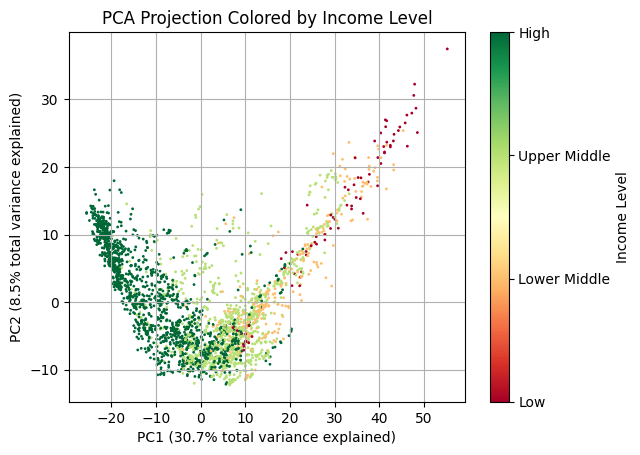 PCA Projection Colored by Income Level
High
Upper Middle
Lower Middle
Low
Income Level
30
20
10
0
−10
PC2 (8.5% total variance explained)
−20 −10 0 10 20 30 40 50
PC1 (30.7% total variance explained)